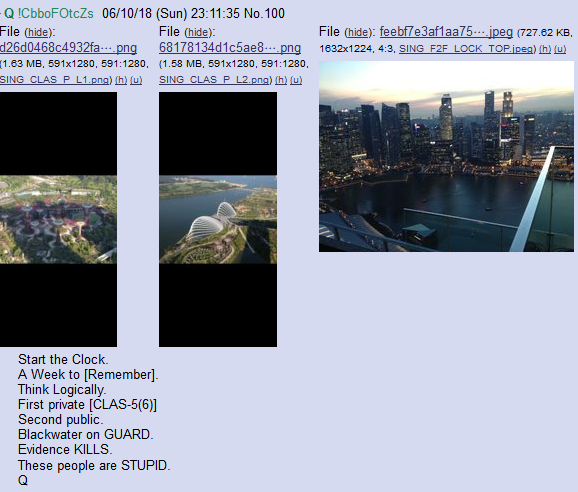 Q !CbboFOtcZs 06/10/18 (Sun) 23:11:35 No.100
File (hide):
d26d0468c4932fa⋯.png
(1.63 MB, 591x1280, 591:1280,
SING_CLAS_P_L1.png) (h) (u)
File (hide):
68178134d1c5ae8⋯.png
(1.58 MB, 591x1280, 591:1280,
SING_CLAS_P_L2.png) (h) (u)
File (hide): feebf7e3af1aa75⋯.jpeg (727.62 KB,
1632x1224, 4:3, SING_F2F_LOCK_TOP.jpeg) (h) (u)
Start the Clock.
A Week to [Remember].
Think Logically.
First private [CLAS-5(6)]
Second public.
Blackwater on GUARD.
Evidence KILLS.
These people are STUPID.
Q